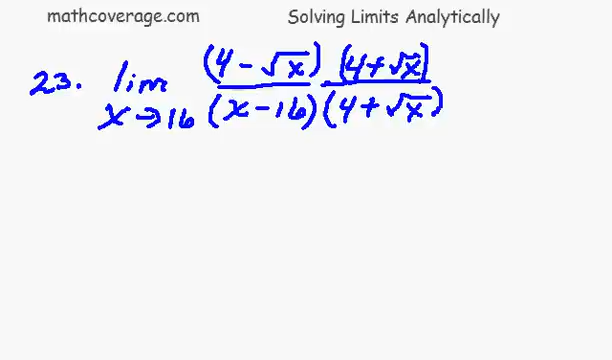 mathcoverage.com Solving Limits Analytically
23. lim (4 - √x) (4 + √x)
x → 16 (x - 16) (4 + √x)